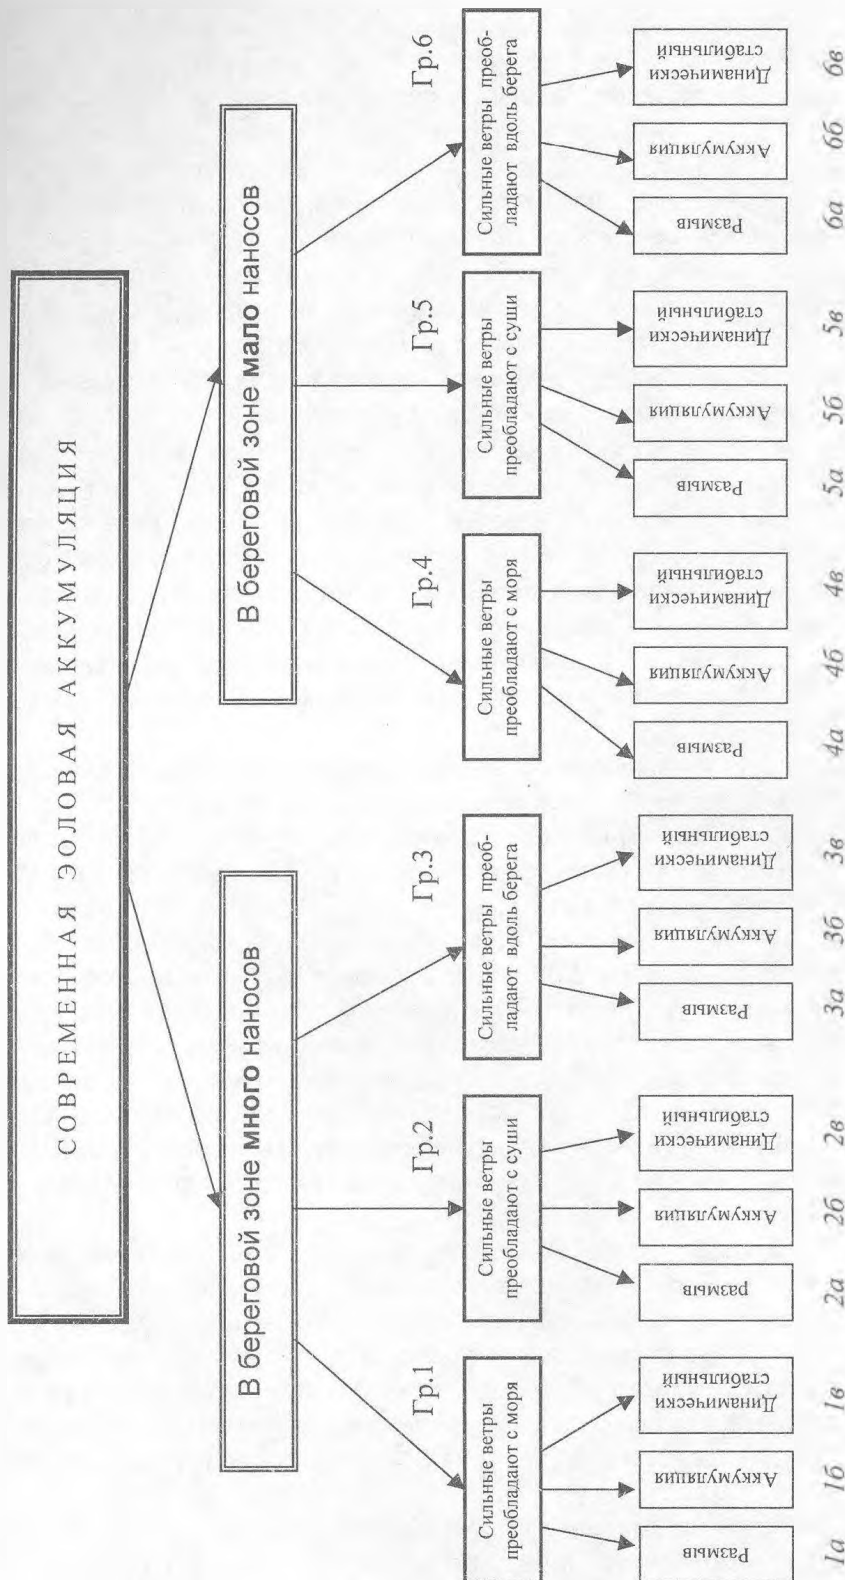 СОВРЕМЕННАЯ ЭОЛОВАЯ АККУМУЛЯЦИЯ
В береговой зоне много наносов
В береговой зоне мало наносов
Гр.1
Гр.2
Гр.3
Гр.4
Гр.5
Гр.6
Сильные ветры
преобладают с моря
Сильные ветры
преобладают с суши
Сильные ветры преоб-
ладают вдоль берега
Сильные ветры
преобладают с моря
Сильные ветры
преобладают с суши
Сильные ветры преоб-
ладают вдоль берега
Размыв
Аккумуляция
Динамически
стабильный
размыв
Аккумуляция
Динамически
стабильный
Размыв
Аккумуляция
Динамически
стабильный
Размыв
Аккумуляция
Динамически
стабильный
Размыв
Аккумуляция
Динамически
стабильный
Размыв
Аккумуляция
Динамически
стабильный
1а
1б
1в
2а
2б
2в
3а
3б
3в
4а
4б
4в
5а
5б
5в
6а
6б
6в